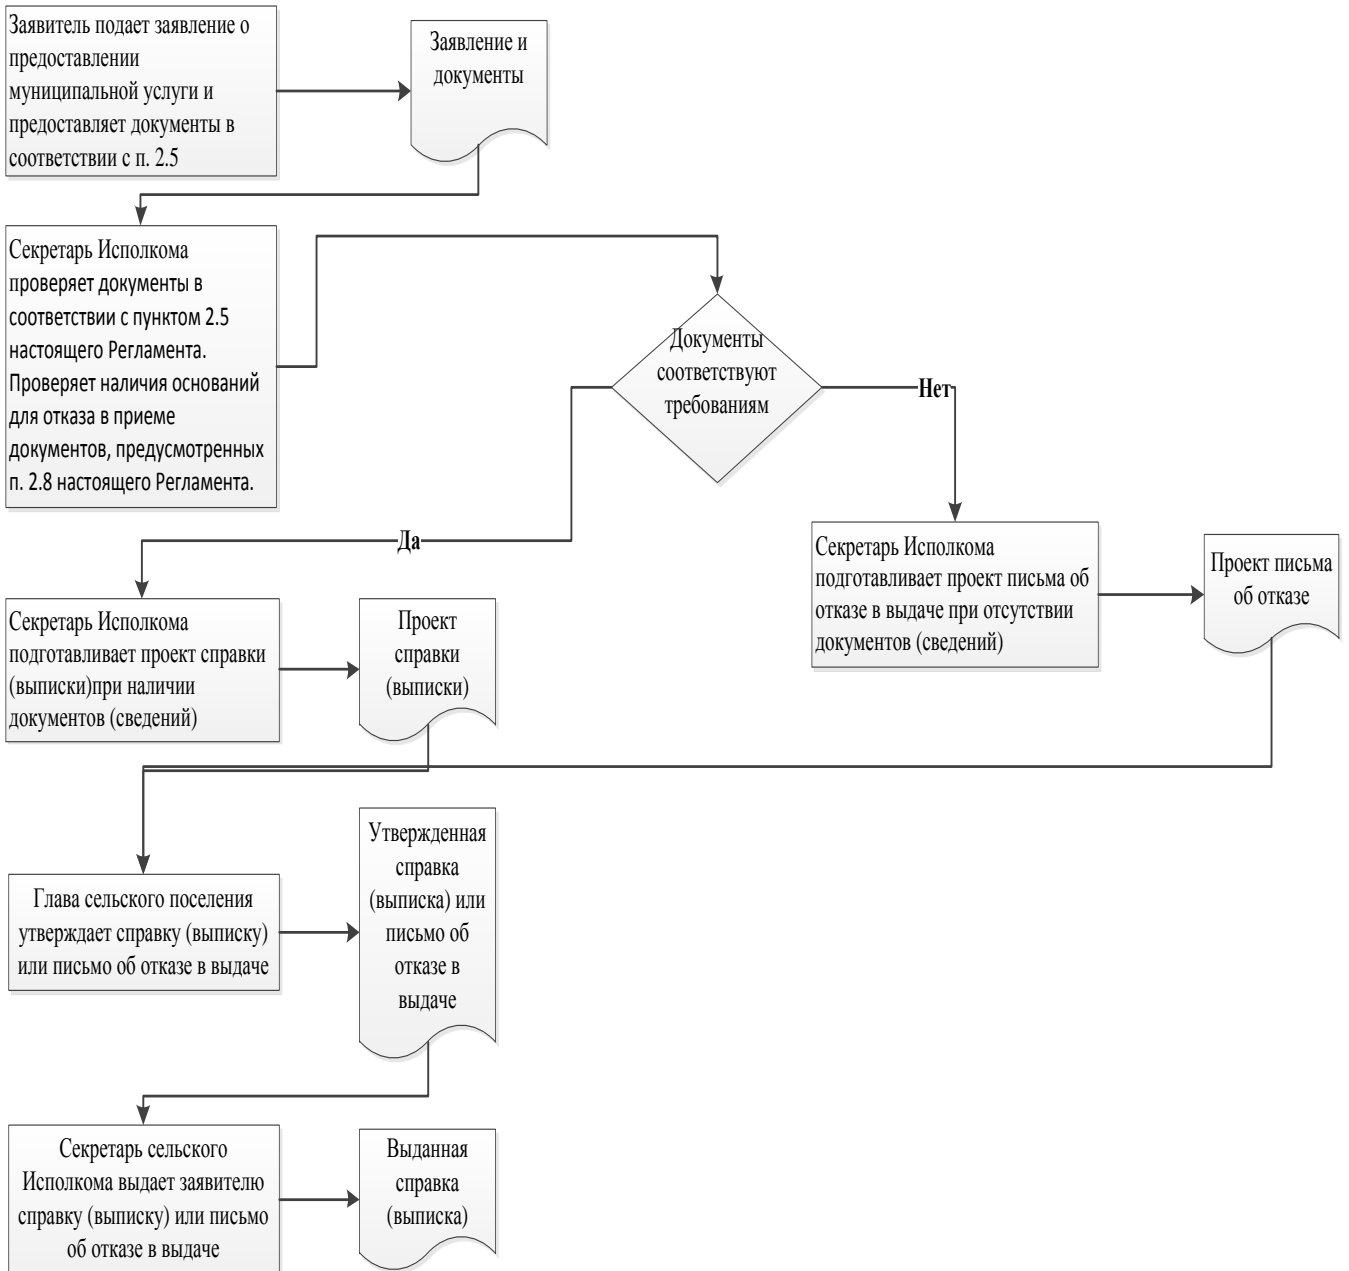 Заявитель подает заявление о
предоставлении
муниципальной услуги и
предоставляет документы в
соответствии с п. 2.5
Заявление и
документы
Секретарь Исполкома
проверяет документы в
соответствии с пунктом 2.5
настоящего Регламента.
Проверяет наличия оснований
для отказа в приеме
документов, предусмотренных
п. 2.8 настоящего Регламента.
Документы
соответствуют
требованиям
Нет
Да
Секретарь Исполкома
подготавливает проект письма об
отказе в выдаче при отсутствии
документов (сведений)
Проект письма
об отказе
Секретарь Исполкома
подготавливает проект справки
(выписки)при наличии
документов (сведений)
Проект
справки
(выписки)
Глава сельского поселения
утверждает справку (выписку)
или письмо об отказе в выдаче
Утвержденная
справка
(выписка) или
письмо об
отказе в
выдаче
Секретарь сельского
Исполкома выдает заявителю
справку (выписку) или письмо
об отказе в выдаче
Выданная
справка
(выписка)